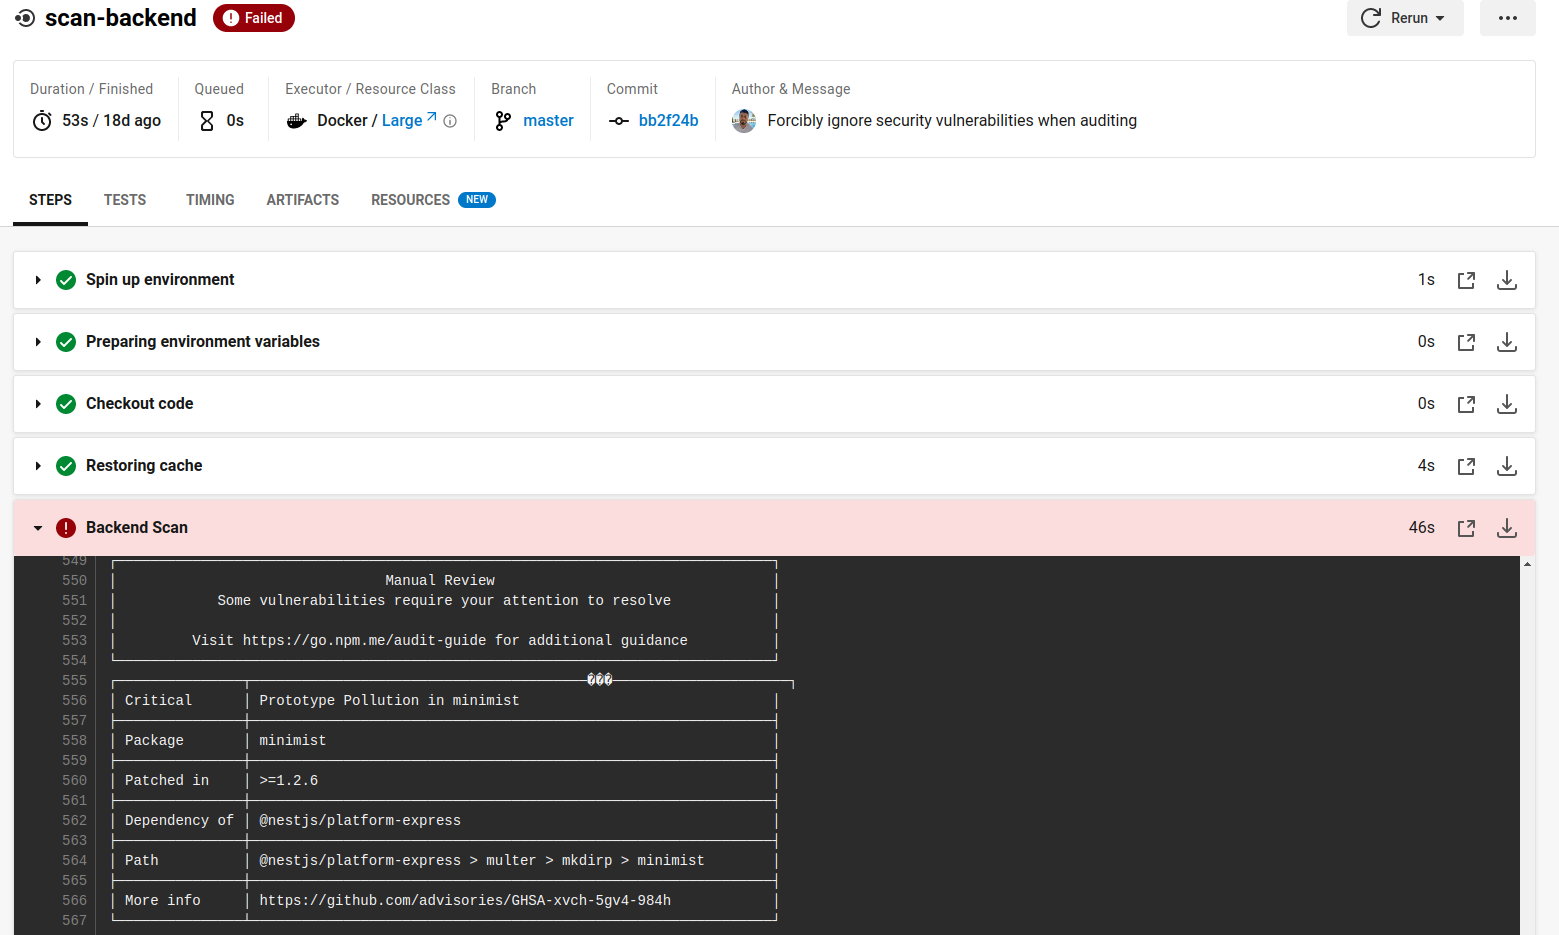 scan-backend
Failed
Rerun
Duration / Finished
53s / 18d ago
Queued
0s
Executor / Resource Class
Docker / Large
Branch
master
Commit
bb2f24b
Author & Message
Forcibly ignore security vulnerabilities when auditing
STEPS TESTS TIMING ARTIFACTS RESOURCES NEW
Spin up environment 1s
Preparing environment variables 0s
Checkout code 0s
Restoring cache 4s
Backend Scan 46s
549
550 Manual Review
551 Some vulnerabilities require your attention to resolve
552
553 Visit https://go.npm.me/audit-guide for additional guidance
554
555 ���
556 Critical Prototype Pollution in minimist
557
558 Package minimist
559
560 Patched in >=1.2.6
561
562 Dependency of @nestjs/platform-express
563
564 Path @nestjs/platform-express > multer > mkdirp > minimist
565
566 More info https://github.com/advisories/GHSA-xvch-5gv4-984h
567